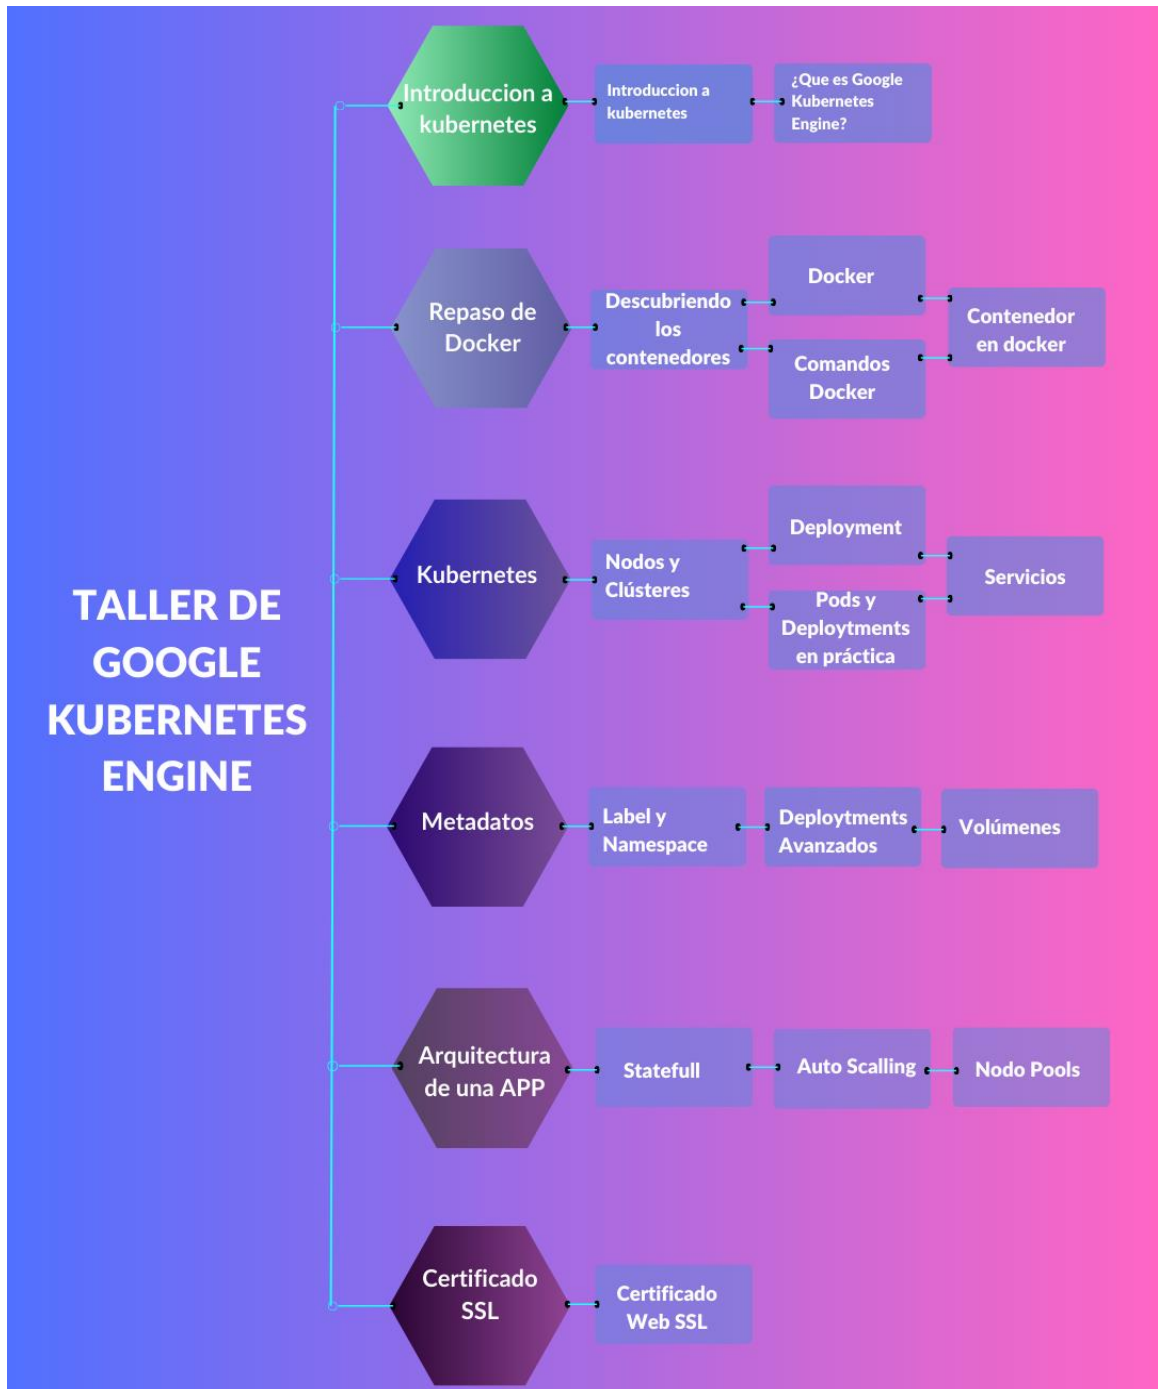 TALLER DE
GOOGLE
KUBERNETES
ENGINE
Introduccion a
kubernetes
Introduccion a
kubernetes
¿Que es Google
Kubernetes
Engine?
Repaso de
Docker
Descubriendo
los
contenedores
Docker
Comandos
Docker
Contenedor
en docker
Kubernetes
Nodos y
Clústeres
Deployment
Pods y
Deploytments
en práctica
Servicios
Metadatos
Label y
Namespace
Deploytments
Avanzados
Volúmenes
Arquitectura
de una APP
Statefull
Auto Scalling
Nodo Pools
Certificado
SSL
Certificado
Web SSL